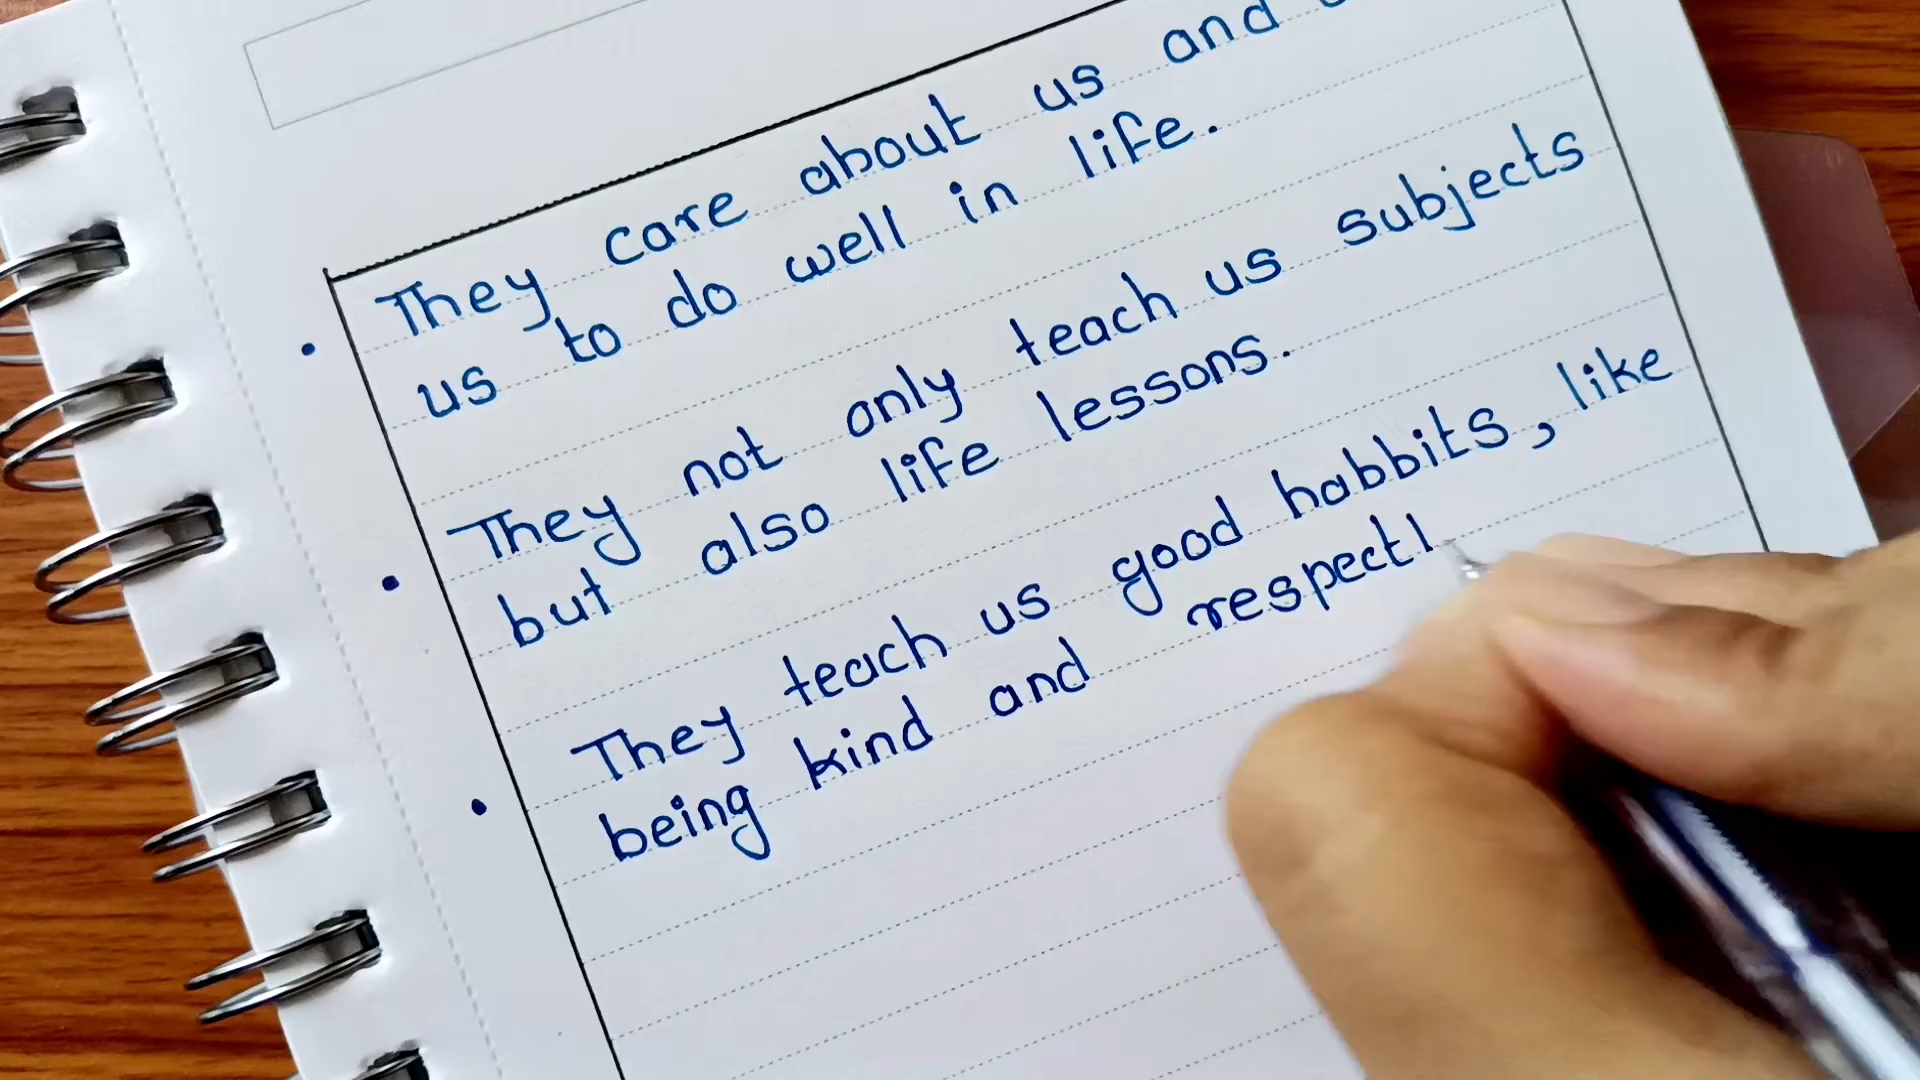 They care about us and
us to do well in life.
They not only teach us subjects
but also life lessons.
They teach us good habbits, like
being kind and respect